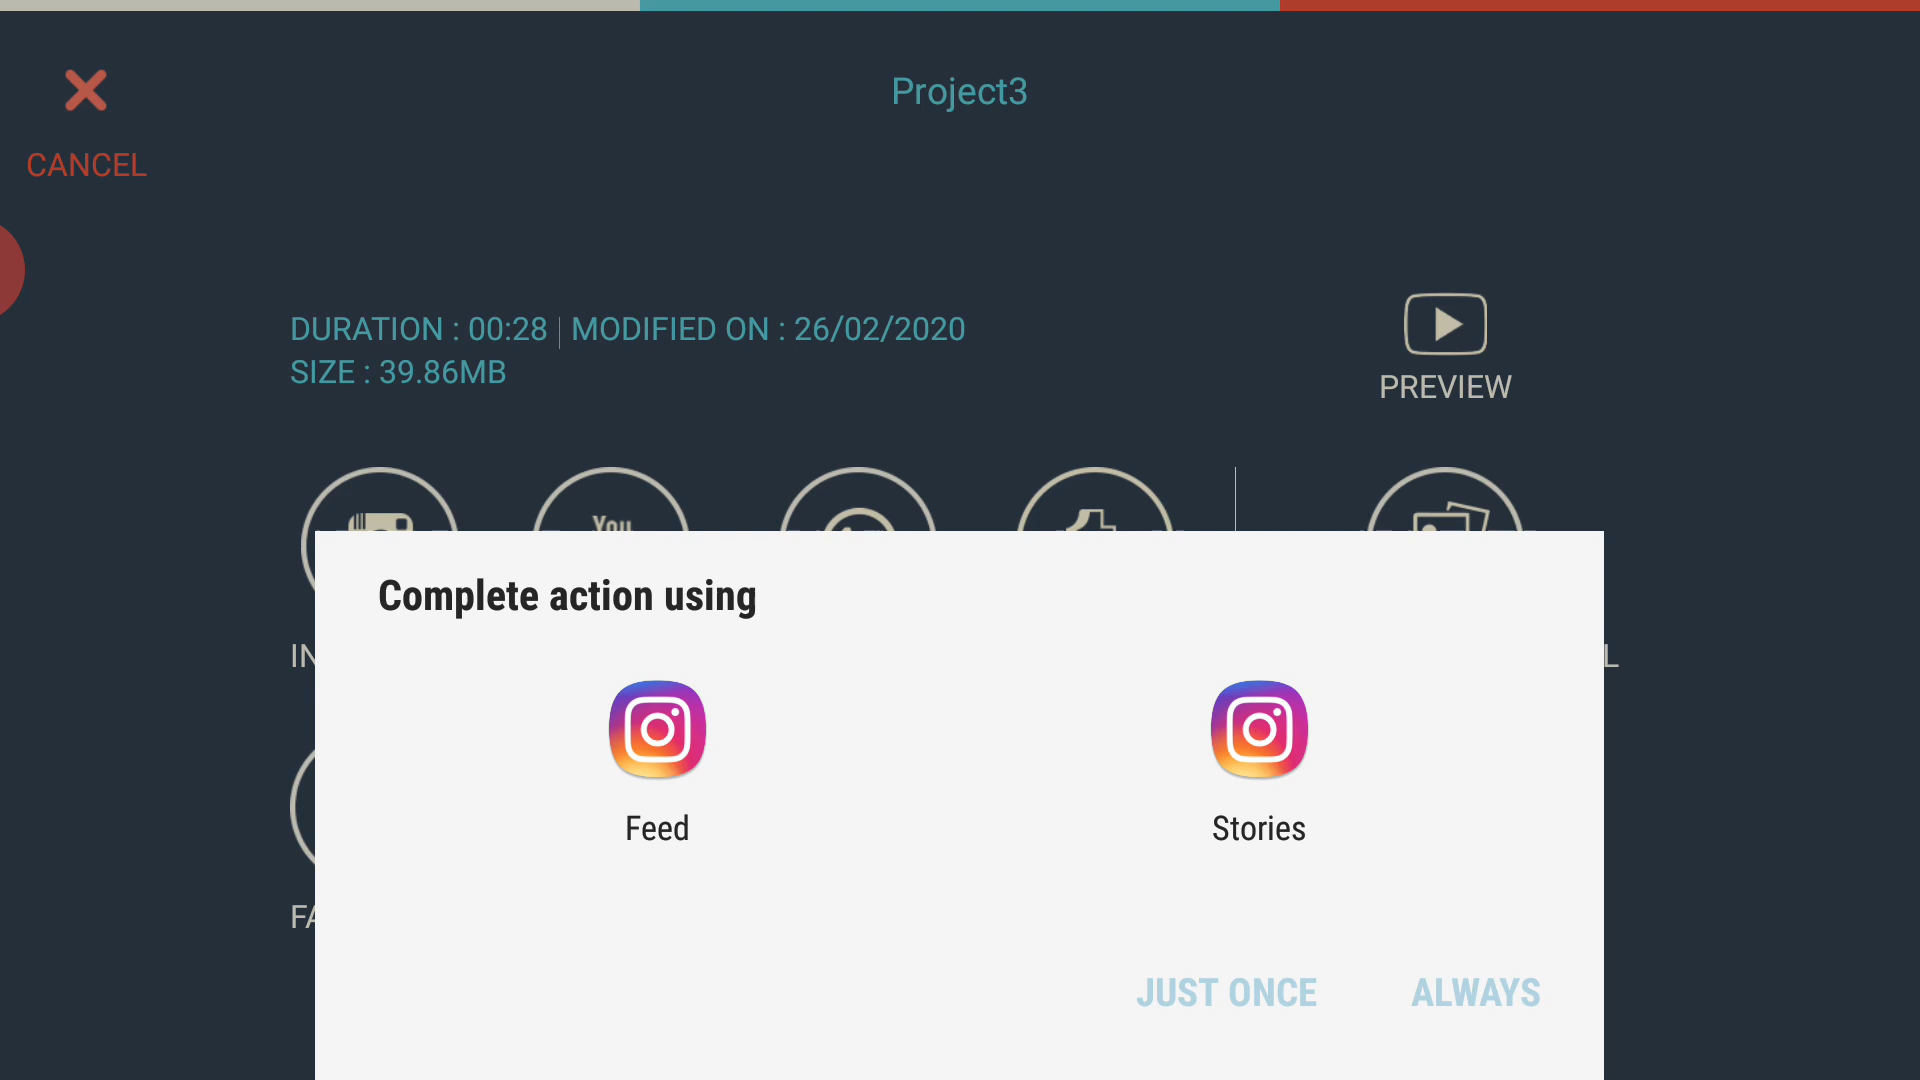 Project3
CANCEL
DURATION : 00:28 | MODIFIED ON : 26/02/2020
SIZE : 39.86MB
PREVIEW
You
Complete action using
Feed
Stories
JUST ONCE
ALWAYS